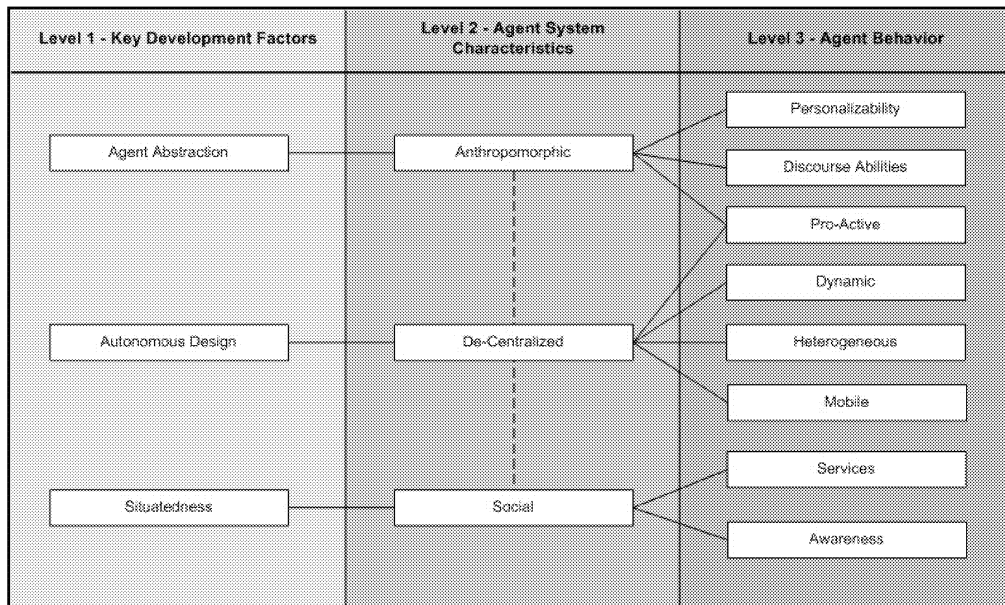 Level 1 - Key Development Factors
Level 2 - Agent System
Characteristics
Level 3 - Agent Behavior
Agent Abstraction
Autonomous Design
Situatedness
Anthropomorphic
De-Centralized
Social
Personalizability
Discourse Abilities
Pro-Active
Dynamic
Heterogeneous
Mobile
Services
Awareness